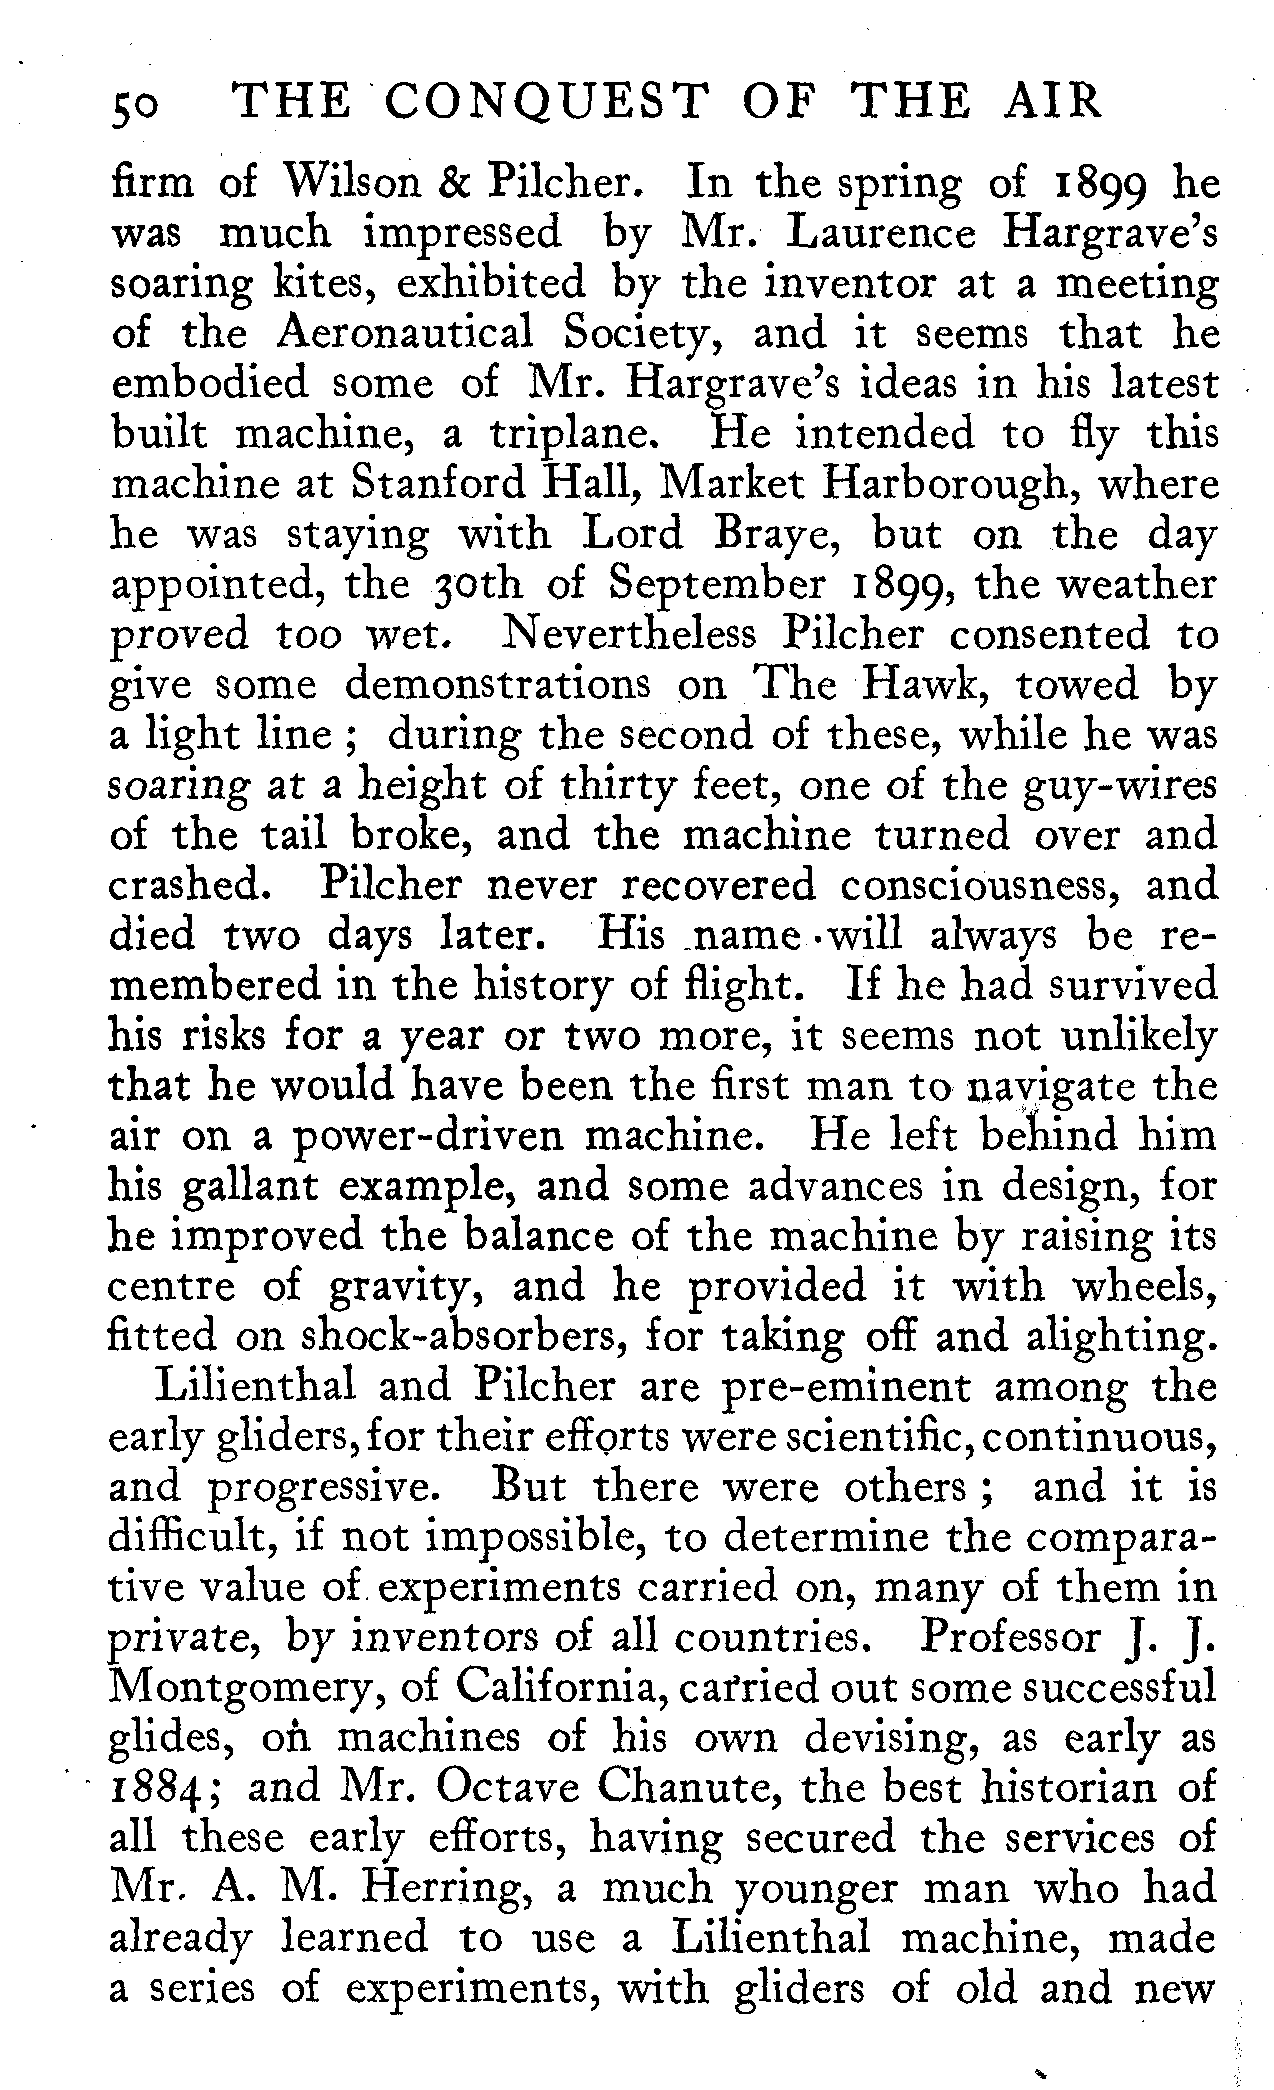 50 THE CONQUEST OF THE AIR
firm of Wilson & Pilcher. In the spring of 1899 he
was much impressed by Mr. Laurence Hargrave's
soaring kites, exhibited by the inventor at a meeting
of the Aeronautical Society, and it seems that he
embodied some of Mr. Hargrave's ideas in his latest
built machine, a triplane. He intended to fly this
machine at Stanford Hall, Market Harborough, where
he was staying with Lord Braye, but on the day
appointed, the 30th of September 1899, the weather
proved too wet. Nevertheless Pilcher consented to
give some demonstrations on The Hawk, towed by
a light line ; during the second of these, while he was
soaring at a height of thirty feet, one of the guy-wires
of the tail broke, and the machine turned over and
crashed. Pilcher never recovered consciousness, and
died two days later. His name will always be re-
membered in the history of flight. If he had survived
his risks for a year or two more, it seems not unlikely
that he would have been the first man to navigate the
air on a power-driven machine. He left behind him
his gallant example, and some advances in design, for
he improved the balance of the machine by raising its
centre of gravity, and he provided it with wheels,
fitted on shock-absorbers, for taking off and alighting.
Lilienthal and Pilcher are pre-eminent among the
early gliders, for their efforts were scientific, continuous,
and progressive. But there were others ; and it is
difficult, if not impossible, to determine the compara-
tive value of experiments carried on, many of them in
private, by inventors of all countries. Professor J. J.
Montgomery, of California, carried out some successful
glides, on machines of his own devising, as early as
1884; and Mr. Octave Chanute, the best historian of
all these early efforts, having secured the services of
Mr. A. M. Herring, a much younger man who had
already learned to use a Lilienthal machine, made
a series of experiments, with gliders of old and new